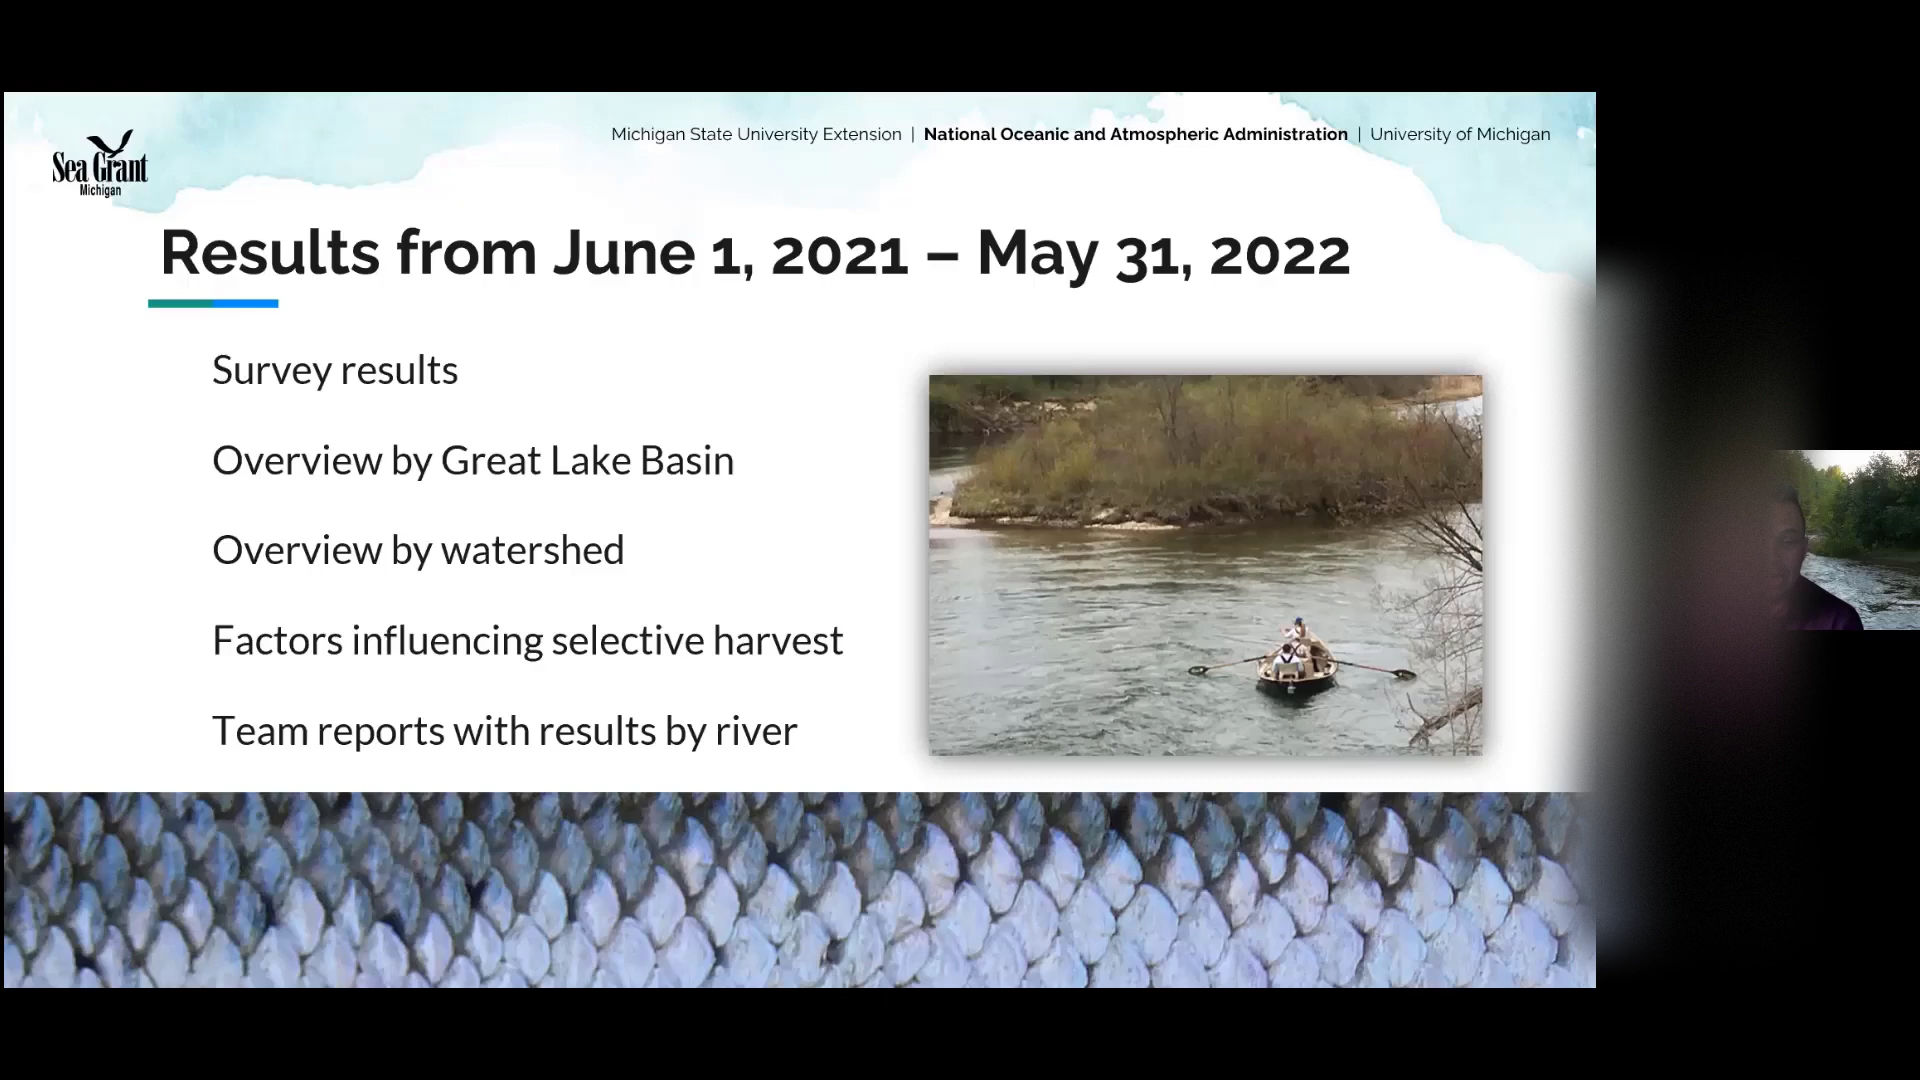 Michigan State University Extension | National Oceanic and Atmospheric Administration | University of Michigan
Sea Grant
Michigan
Results from June 1, 2021 – May 31, 2022
Survey results
Overview by Great Lake Basin
Overview by watershed
Factors influencing selective harvest
Team reports with results by river